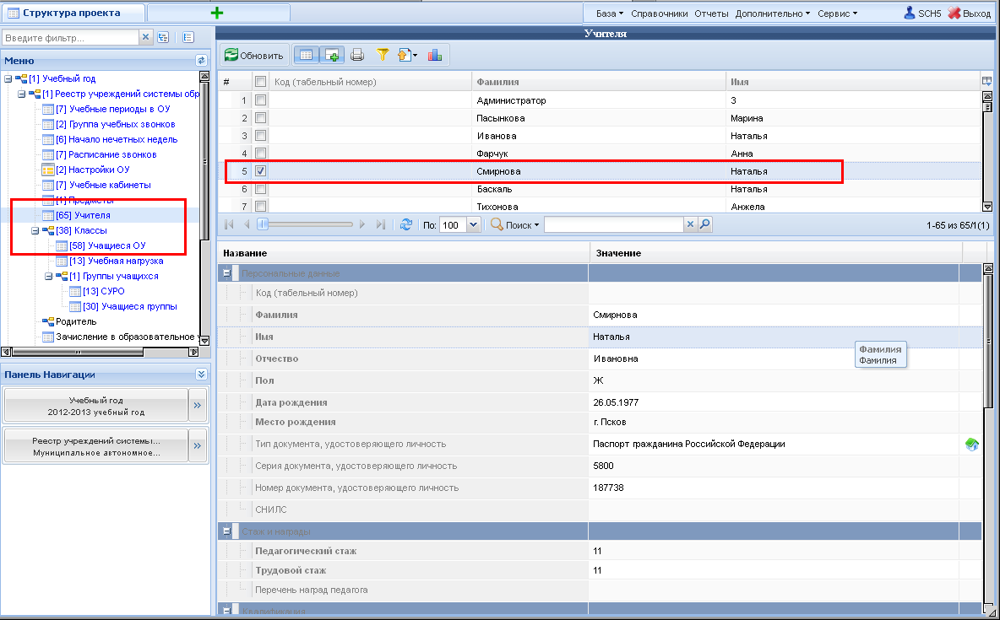 Структура проекта
База Справочники Отчеты Дополнительно Сервис SCH5 Выход
Введите фильтр...
Меню
[1] Учебный год
[1] Реестр учреждений системы обр
[7] Учебные периоды в ОУ
[2] Группа учебных звонков
[6] Начало нечетных недель
[7] Расписание звонков
[2] Настройки ОУ
[7] Учебные кабинеты
[1] Предметы
[65] Учителя
[38] Классы
[58] Учащиеся ОУ
[13] Учебная нагрузка
[1] Группы учащихся
[13] СУРО
[30] Учащиеся группы
Родитель
Зачисление в образовательное у
Панель Навигации
Учебный год
2012-2013 учебный год
Реестр учреждений системы...
Муниципальное автономное...
Учителя
Обновить
# Код (табельный номер) Фамилия Имя
1 Администратор 3
2 Пасынкова Марина
3 Иванова Наталья
4 Фарчук Анна
5 Смирнова Наталья
6 Баскаль Наталья
7 Тихонова Анжела
По: 100 Поиск 1-65 из 65/1(1)
Название Значение
Персональные данные
Код (табельный номер)
Фамилия Смирнова
Имя Наталья
Фамилия
Фамилия
Отчество Ивановна
Пол Ж
Дата рождения 26.05.1977
Место рождения г. Псков
Тип документа, удостоверяющего личность Паспорт гражданина Российской Федерации
Серия документа, удостоверяющего личность 5800
Номер документа, удостоверяющего личность 187738
СНИЛС
Стаж и награды
Педагогический стаж 11
Трудовой стаж 11
Перечень наград педагога
Квалификация